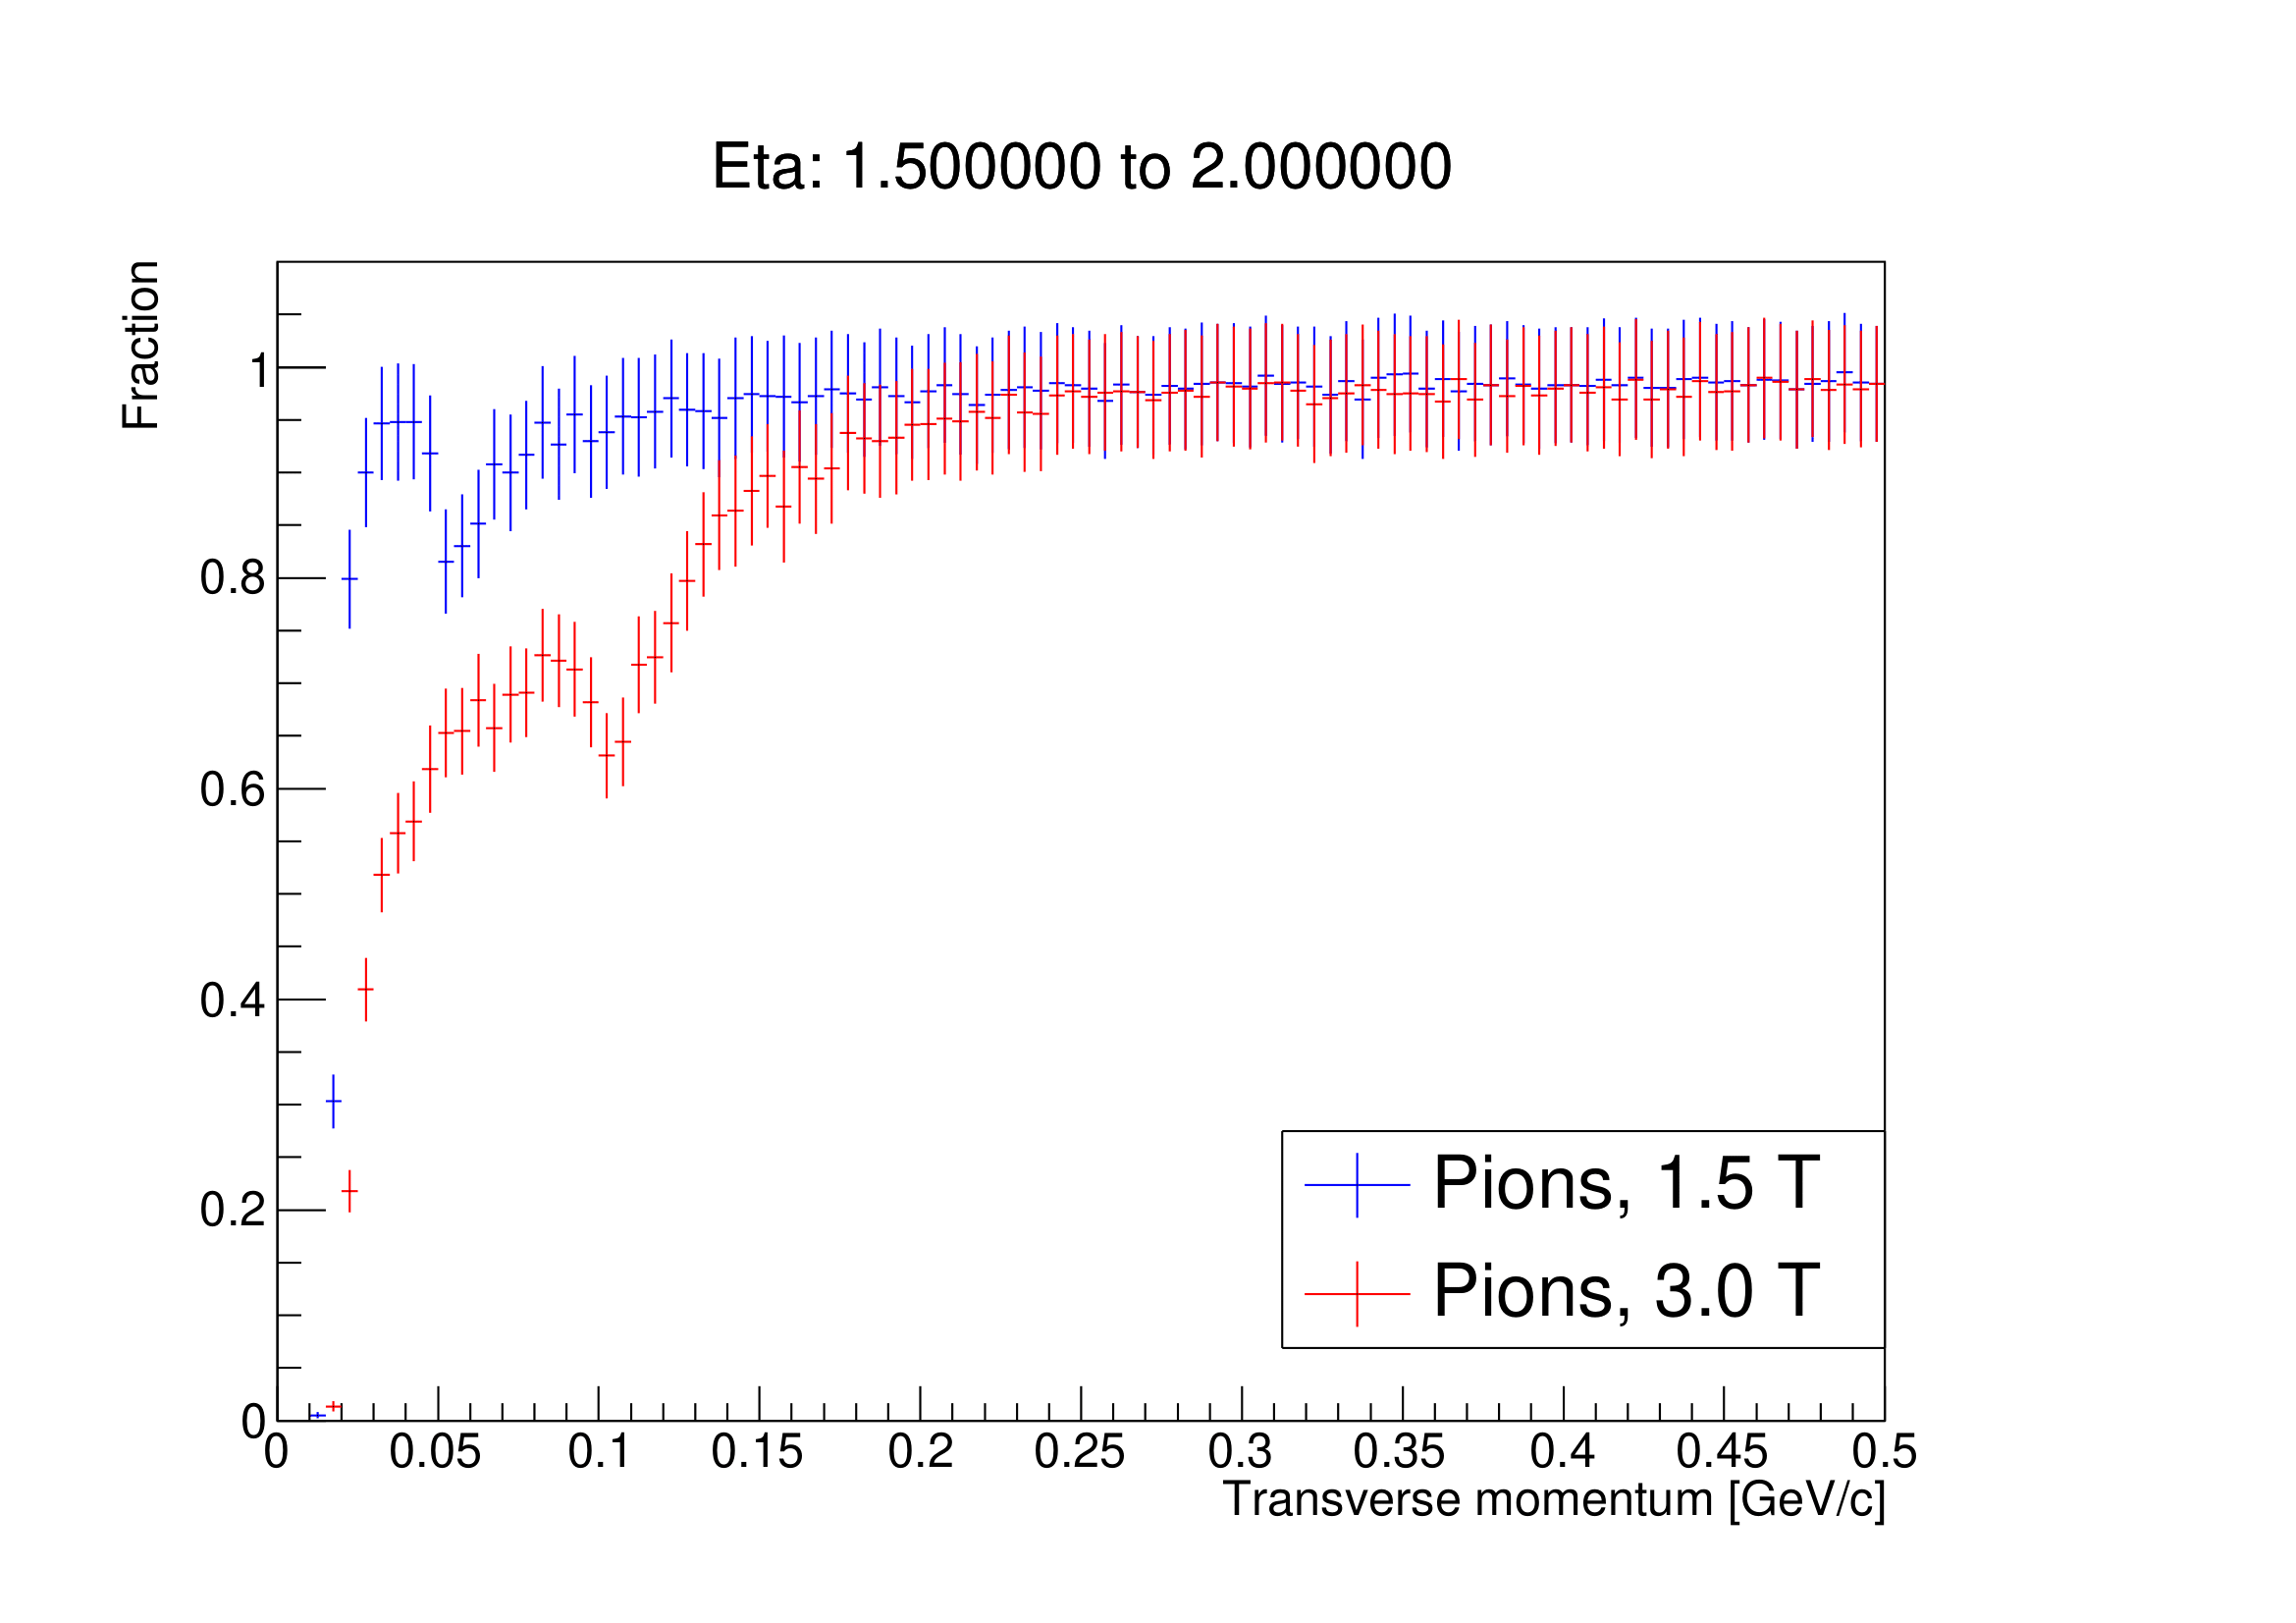 Eta: 1.500000 to 2.000000
Fraction
1
0.8
0.6
0.4
0.2
0
0 0.05 0.1 0.15 0.2 0.25 0.3 0.35 0.4 0.45 0.5
Transverse momentum [GeV/c]
Pions, 1.5 T
Pions, 3.0 T